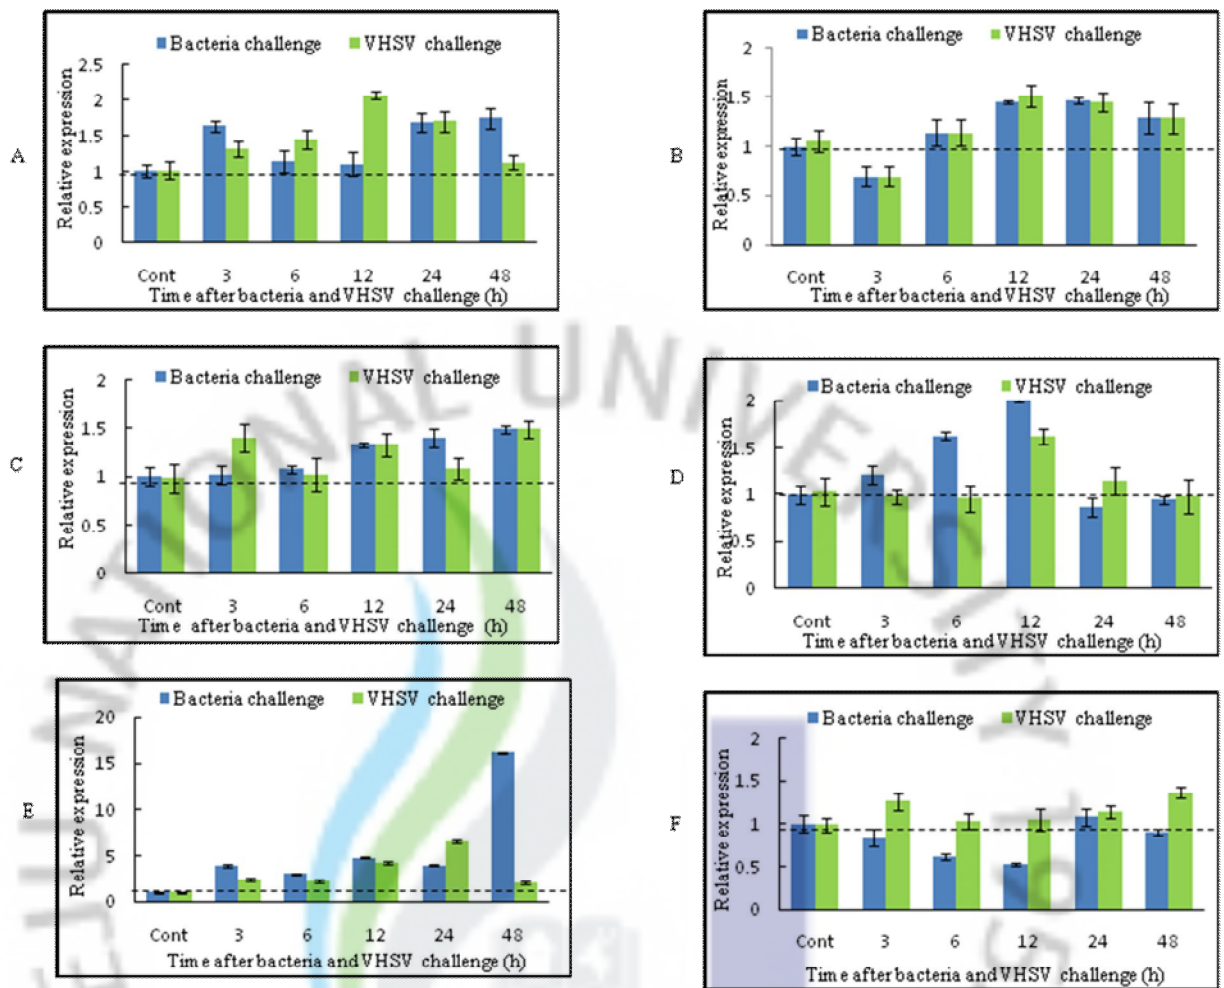 A
Bacteria challenge VHSV challenge
Relative expression
2.5
2
1.5
1
0.5
0
Cont 3 6 12 24 48
Time after bacteria and VHSV challenge (h)
B
Bacteria challenge VHSV challenge
Relative expression
2
1.5
1
0.5
0
Cont 3 6 12 24 48
Time after bacteria and VHSV challenge (h)
C
Bacteria challenge VHSV challenge
Relative expression
2
1.5
1
0.5
0
Cont 3 6 12 24 48
Time after bacteria and VHSV challenge (h)
D
Bacteria challenge VHSV challenge
Relative expression
2
1.5
1
0.5
0
Cont 3 6 12 24 48
Time after bacteria and VHSV challenge (h)
E
Bacteria challenge VHSV challenge
Relative expression
20
15
10
5
0
Cont 3 6 12 24 48
Time after bacteria and VHSV challenge (h)
F
Bacteria challenge VHSV challenge
Relative expression
2
1.5
1
0.5
0
Cont 3 6 12 24 48
Time after bacteria and VHSV challenge (h)
JEJU NATIONAL UNIVERSITY 195